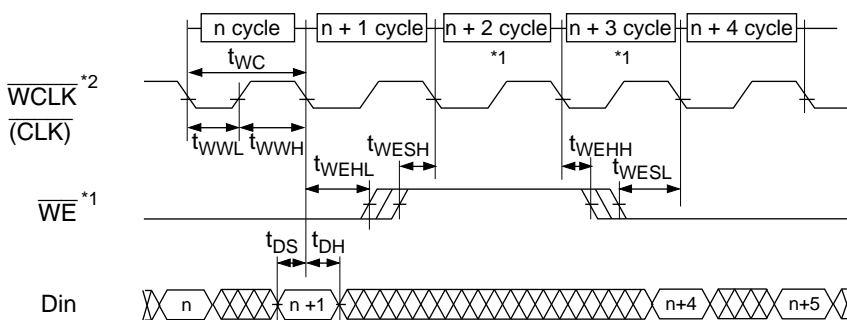 n cycle n + 1 cycle n + 2 cycle n + 3 cycle n + 4 cycle
tWC *1 *1
WCLK *2
(CLK)
tWWL tWWH tWEHL tWESH tWEHH tWESL
WE *1
tDS tDH
Din n n +1 n+4 n+5